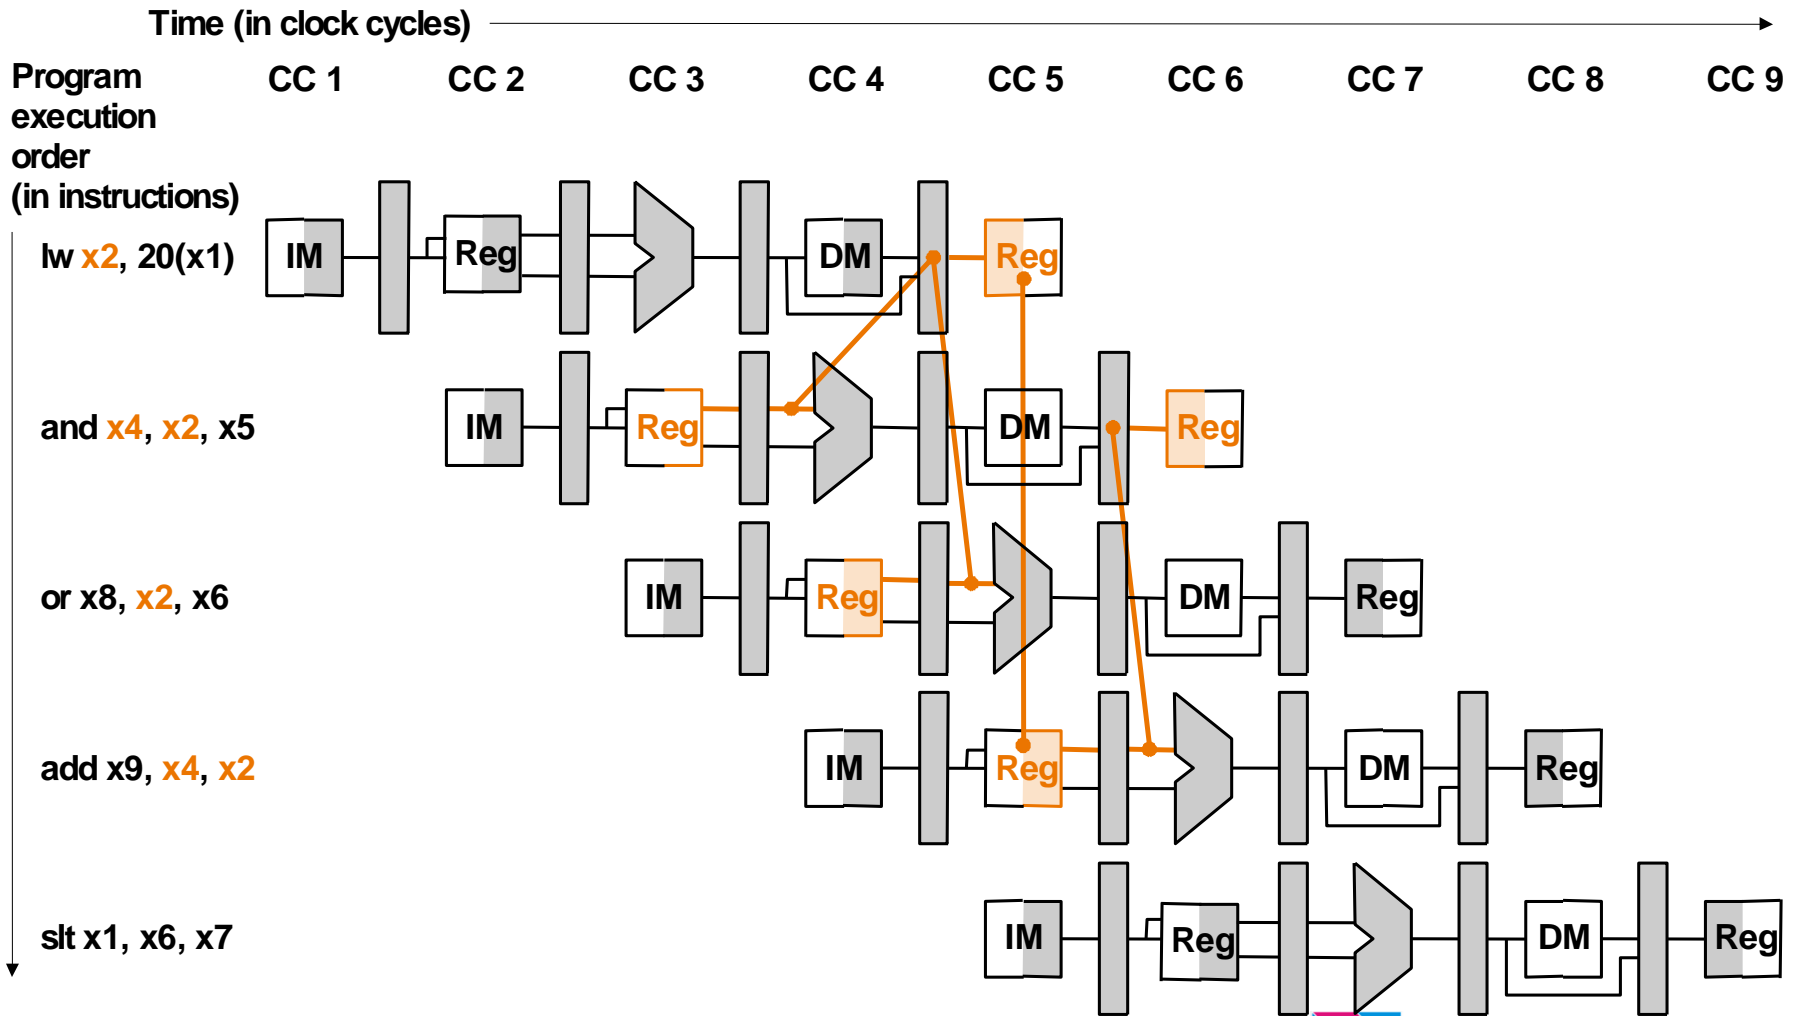 Time (in clock cycles)
Program
execution
order
(in instructions)
CC 1 CC 2 CC 3 CC 4 CC 5 CC 6 CC 7 CC 8 CC 9
lw x2, 20(x1) IM Reg DM Reg
and x4, x2, x5 IM Reg DM Reg
or x8, x2, x6 IM Reg DM Reg
add x9, x4, x2 IM Reg DM Reg
slt x1, x6, x7 IM Reg DM Reg